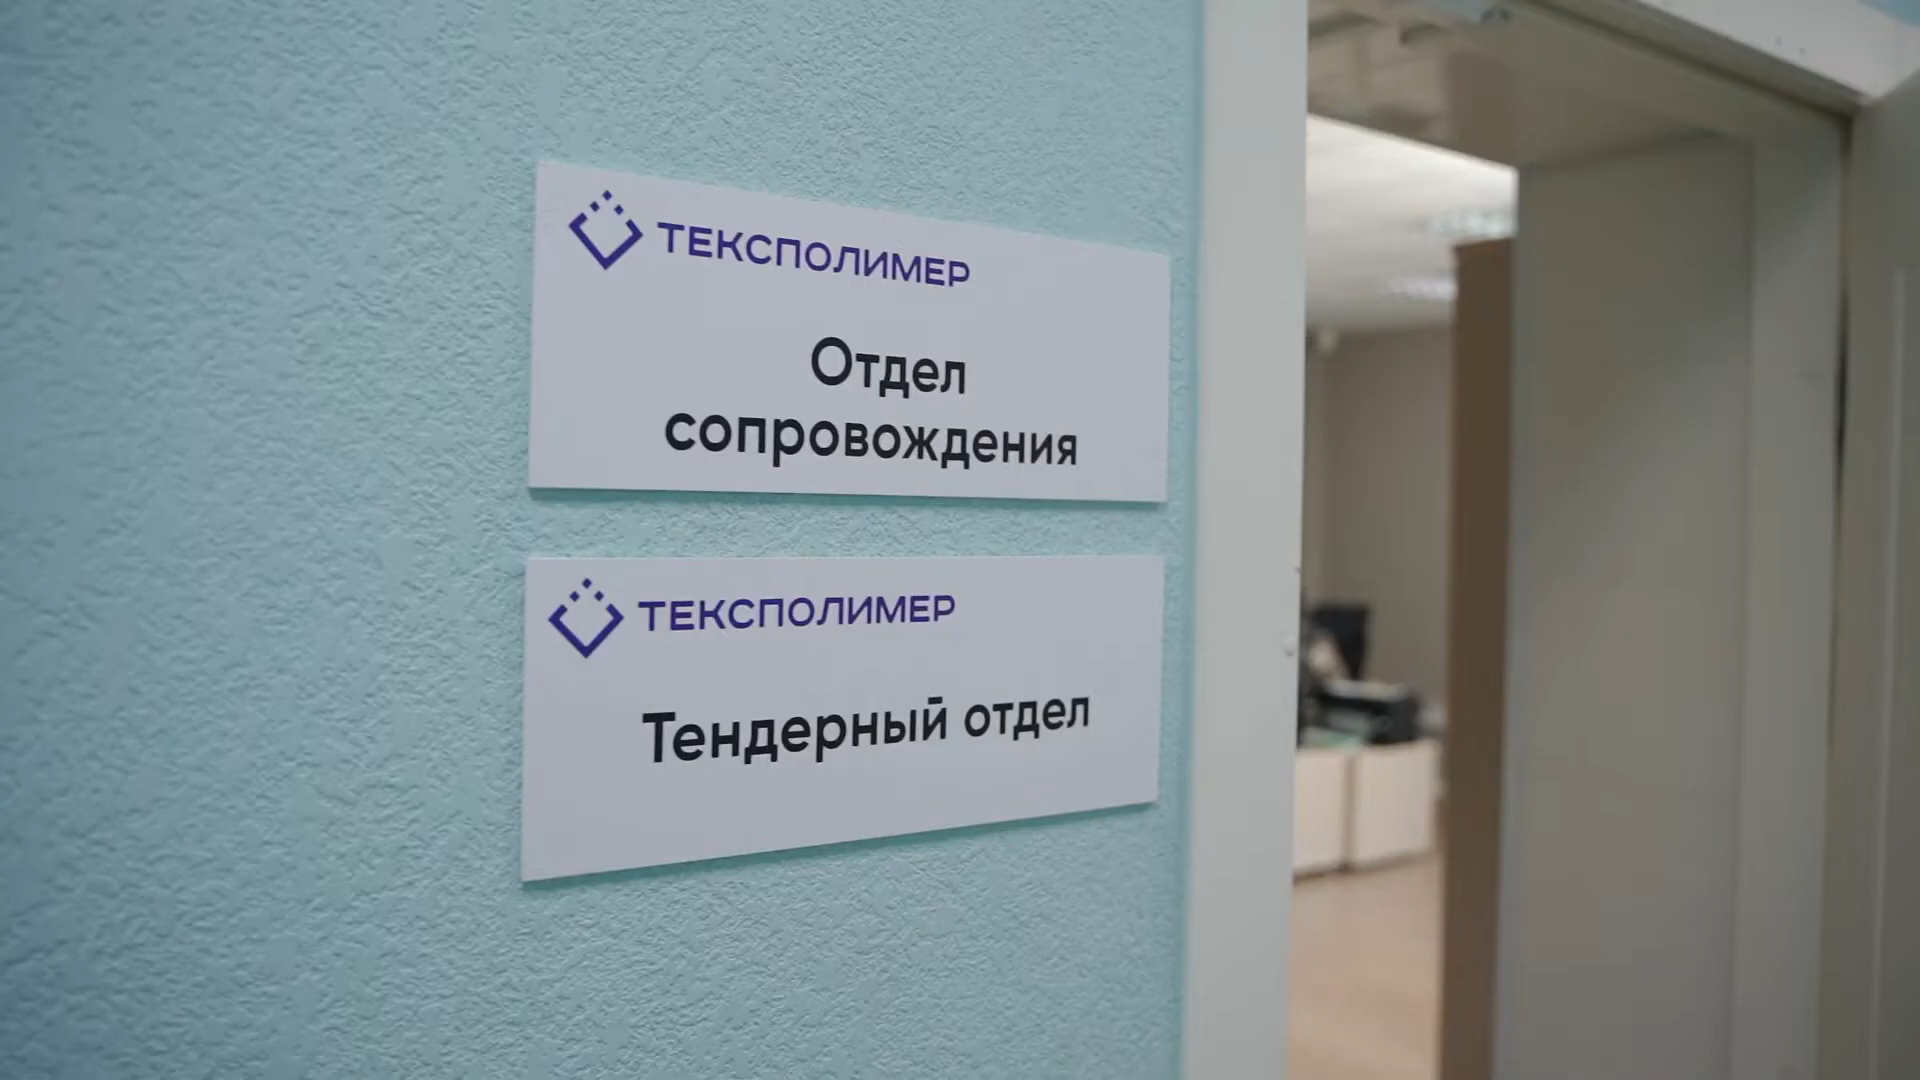 ТЕКСПОЛИМЕР
Отдел
сопровождения
ТЕКСПОЛИМЕР
Тендерный отдел